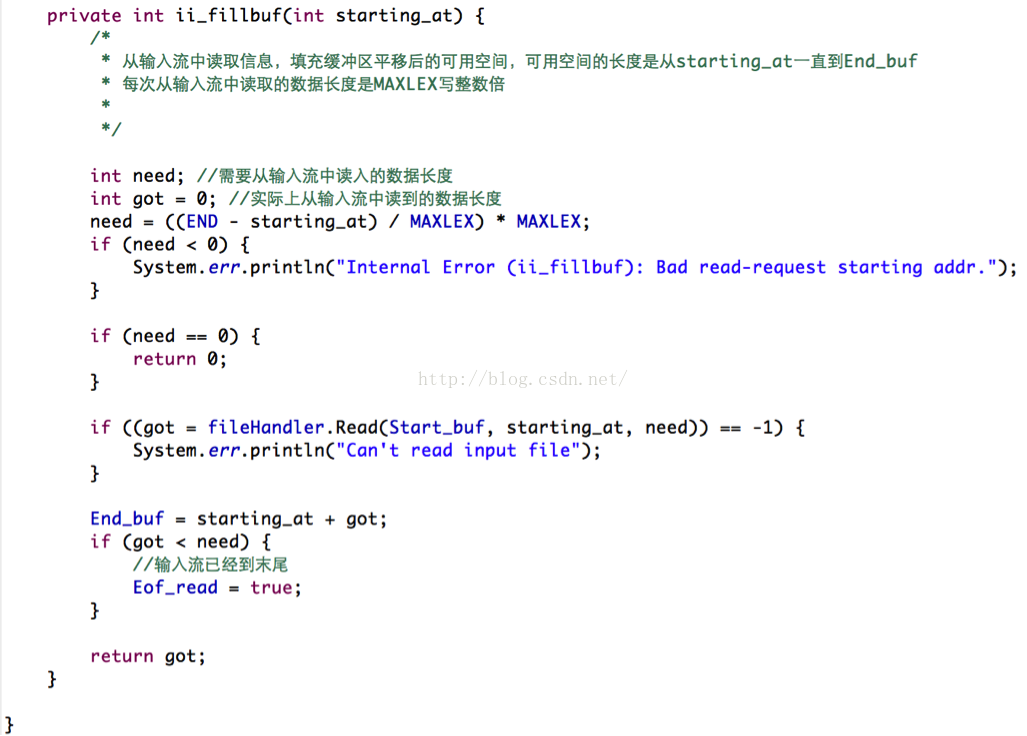 private int ii_fillbuf(int starting_at) {
/*
* 从输入流中读取信息，填充缓冲区平移后的可用空间，可用空间的长度是从starting_at一直到End_buf
* 每次从输入流中读取的数据长度是MAXLEX写整数倍
*
*/
int need; //需要从输入流中读入的数据长度
int got = 0; //实际上从输入流中读到的数据长度
need = ((END - starting_at) / MAXLEX) * MAXLEX;
if (need < 0) {
System.err.println("Internal Error (ii_fillbuf): Bad read-request starting addr.");
}
if (need == 0) {
return 0;
}
http://blog.csdn.net/
if ((got = fileHandler.Read(Start_buf, starting_at, need)) == -1) {
System.err.println("Can't read input file");
}
End_buf = starting_at + got;
if (got < need) {
//输入流已经到末尾
Eof_read = true;
}
return got;
}
}